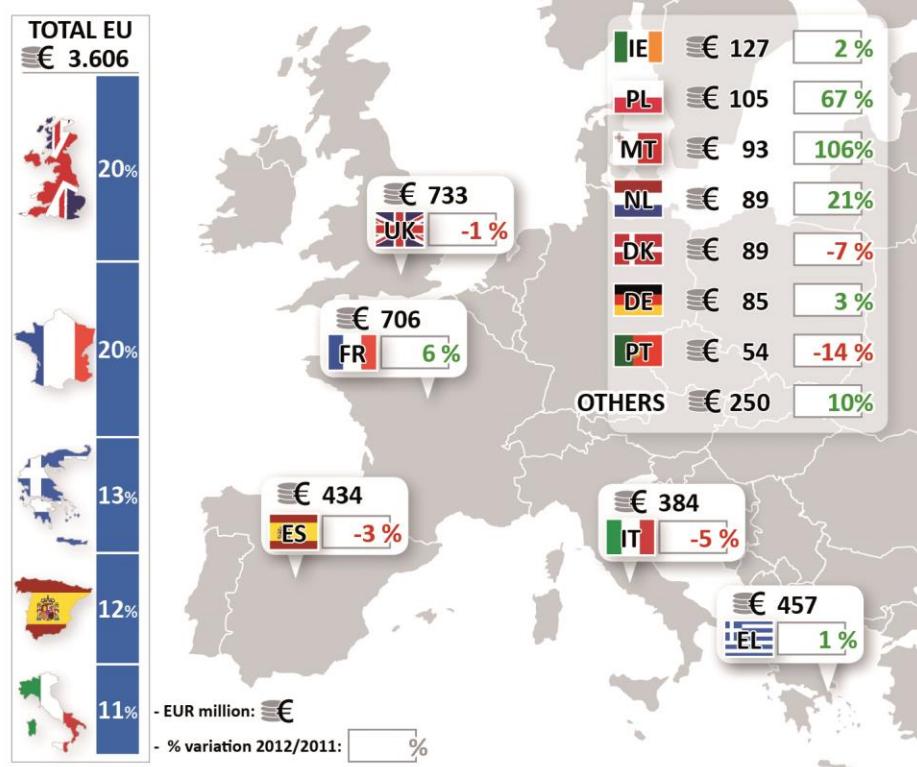 TOTAL EU
€ 3.606
20%
20%
13%
12%
11%
€ 733
UK -1 %
€ 706
FR 6 %
€ 434
ES -3 %
€ 384
IT -5 %
€ 457
EL 1 %
IE € 127 2 %
PL € 105 67 %
MT € 93 106%
NL € 89 21%
DK € 89 -7 %
DE € 85 3 %
PT € 54 -14 %
OTHERS € 250 10%
- EUR million: €
- % variation 2012/2011: %